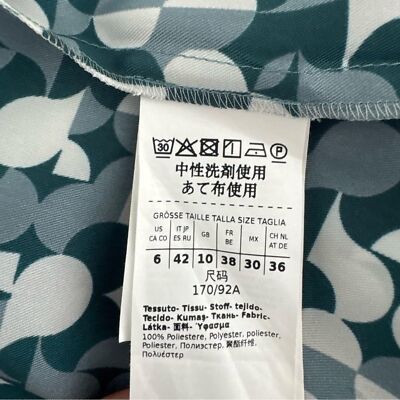 30 P
中性洗剤使用
あて布使用
GRÖSSE TAILLE TALLA SIZE TAGLIA
US CA CO IT JP ES RU GB FR BE MX CH NL AT DE
6 42 10 38 30 36
尺码
170/92A
Tessuto- Tissu- Stoff- tejido-
Tecido- Kumaş- Ткань- Fabric-
Látka- 面料- Ύφασμα
100% Poliestere, Polyester, poliester,
Poliester, Полиэстер, 聚酯纤维,
Πολυέστερ